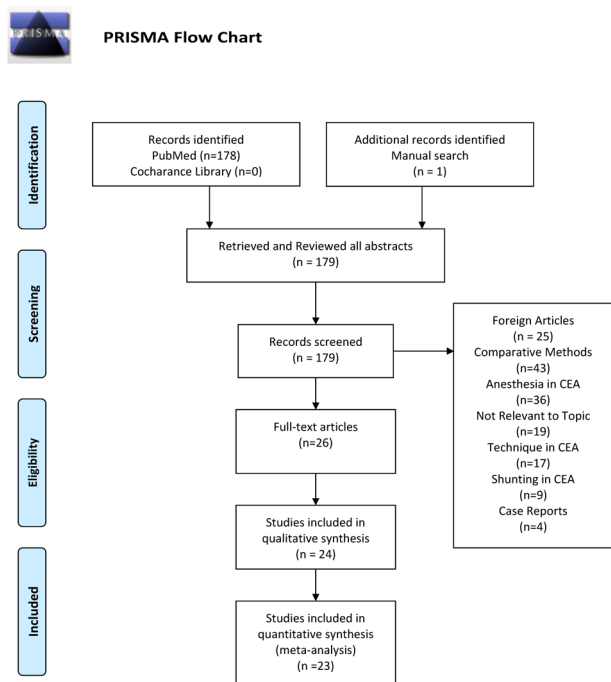 PRISMA
PRISMA Flow Chart
Identification
Records identified
PubMed (n=178)
Cocharance Library (n=0)
Additional records identified
Manual search
(n = 1)
Retrieved and Reviewed all abstracts
(n = 179)
Screening
Records screened
(n = 179)
Foreign Articles
(n = 25)
Comparative Methods
(n=43)
Anesthesia in CEA
(n=36)
Not Relevant to Topic
(n=19)
Technique in CEA
(n=17)
Shunting in CEA
(n=9)
Case Reports
(n=4)
Eligibility
Full-text articles
(n=26)
Studies included in
qualitative synthesis
(n = 24)
Included
Studies included in
quantitative synthesis
(meta-analysis)
(n =23)